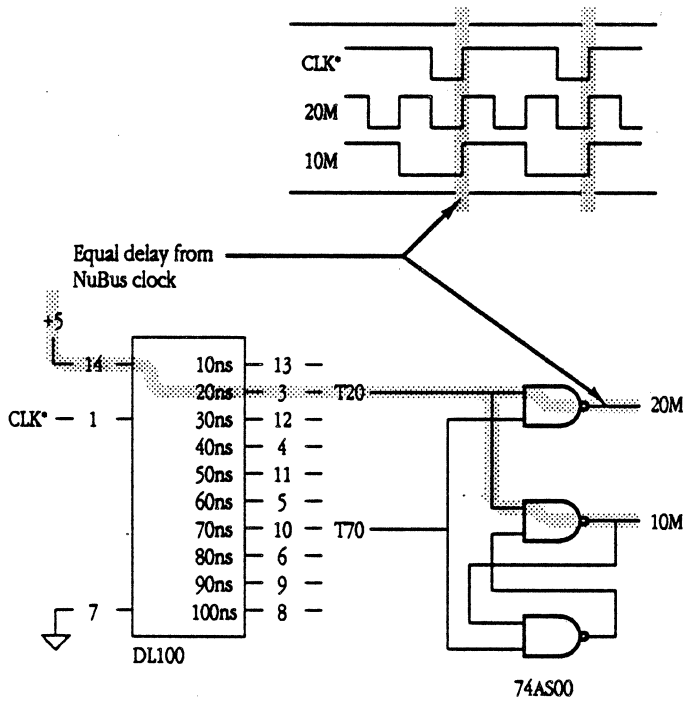 CLK*
20M
10M
Equal delay from
NuBus clock
+5
14 10ns 13
20ns 3 T20 20M
CLK* 1 30ns 12
40ns 4
50ns 11
60ns 5 10M
70ns 10 T70
80ns 6
90ns 9
7 100ns 8
DL100
74AS00